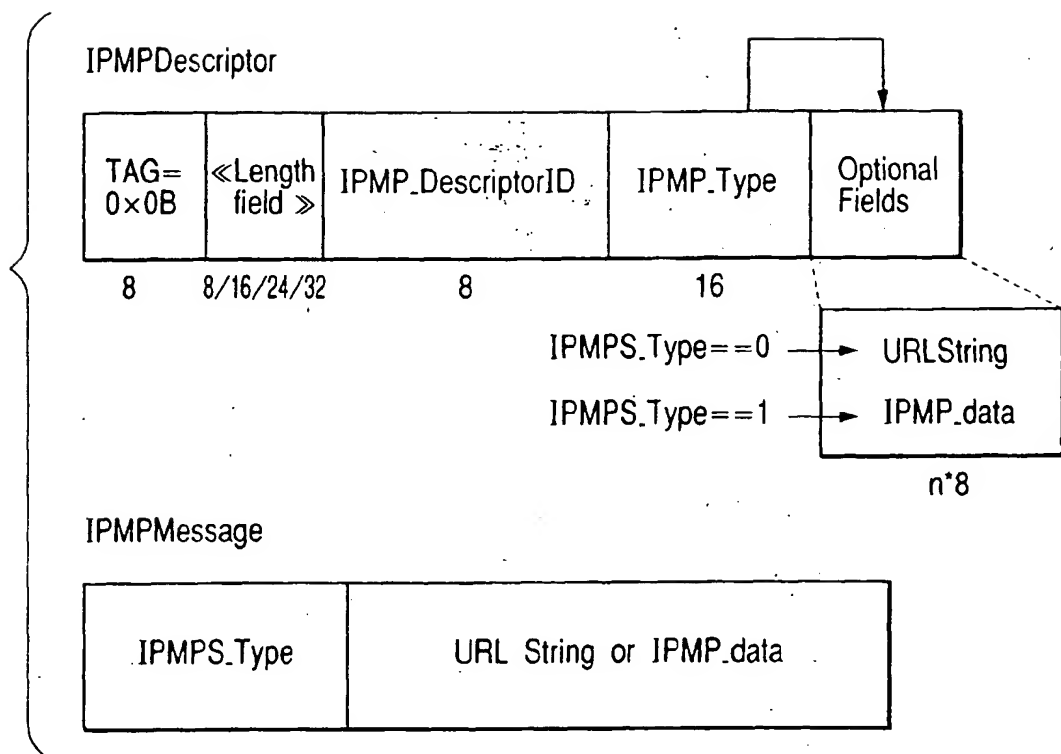 IPMPDescriptor
TAG=
0×0B
≪Length
field ≫
IPMP_DescriptorID
IPMP_Type
Optional
Fields
8
8/16/24/32
8
16
IPMPS_Type==0
URLString
IPMPS_Type==1
IPMP_data
n*8
IPMPMessage
IPMPS_Type
URL String or IPMP_data